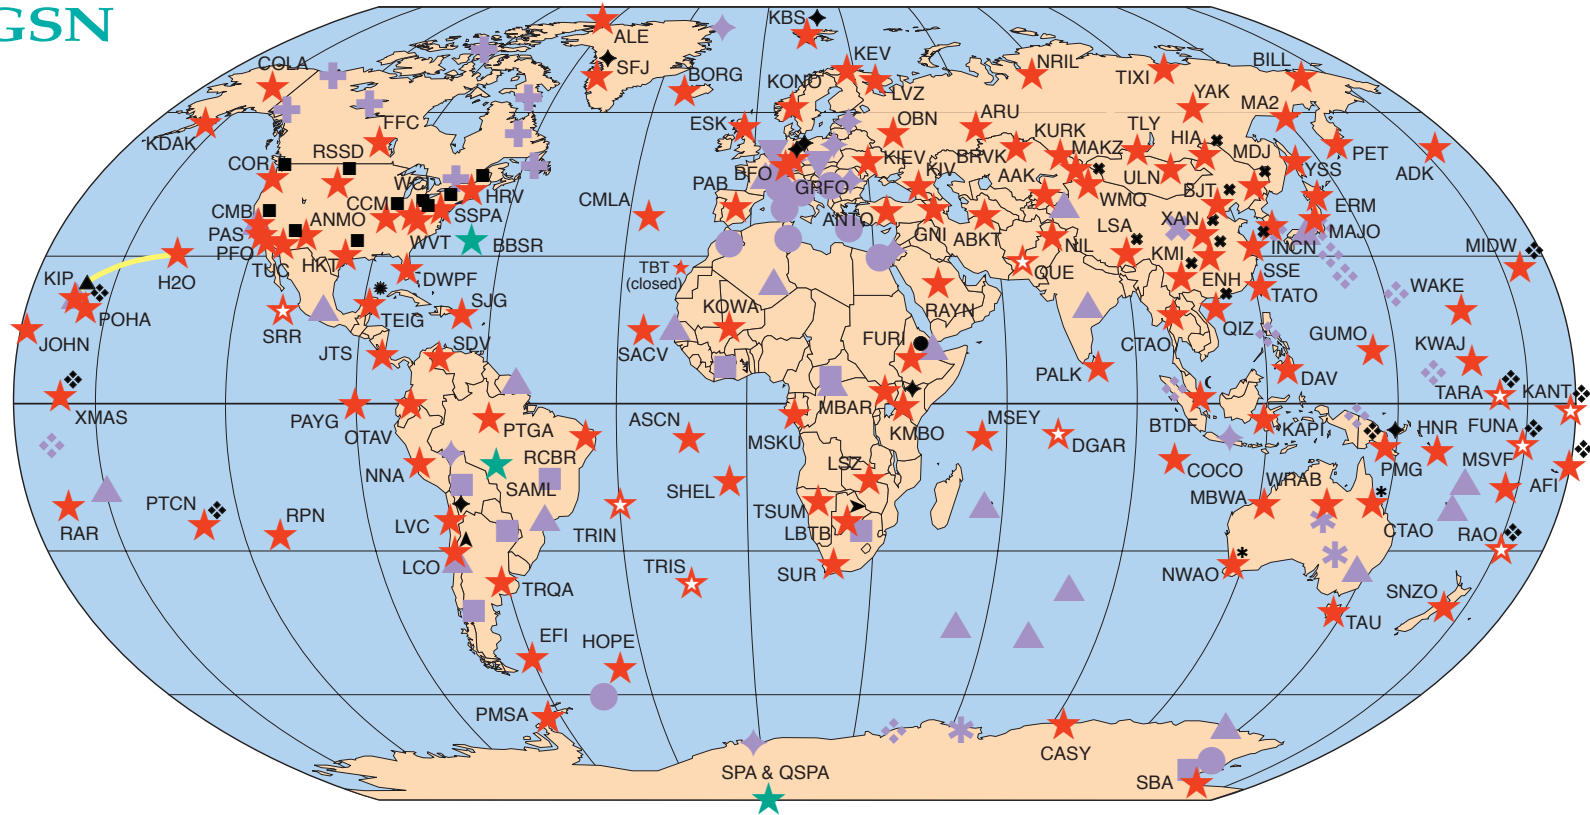 GSN
KBS
ALE
SFJ
BORG
COLA
KEV
KONO
LVZ
NRIL
TIXI
BILL
YAK
MA2
KDAK
FFC
ESK
OBN
ARU
KURK
MAKZ
TLY
HIA
MDJ
PET
ADK
COR
RSSD
WCI
HRV
BFO
GRFO
KIEV
BRVK
KIV
AAK
WMQ
ULN
BJT
YSS
CMB
PAS
PFO
ANMO
CCM
SSPA
WVT
BBSR
CMLA
PAB
ANTO
GNI
ABKT
NIL
LSA
XAN
KMI
ENH
INCN
SSE
ERM
MAJO
MIDW
TUC
HKT
DWPF
TBT
(closed)
QUE
TATO
KIP
H2O
POHA
SRR
TEIG
SJG
KOWA
RAYN
WAKE
JOHN
JTS
SDV
SACV
FURI
CTAO
QIZ
GUMO
KWAJ
PALK
DAV
TARA
KANT
XMAS
PAYG
OTAV
PTGA
ASCN
MBAR
KMBO
MSEY
DGAR
BTDF
KAPI
HNR
FUNA
MSKU
RCBR
NNA
SAML
LSZ
COCO
PMG
MSVF
AFI
SHEL
WRAB
MBWA
RAR
PTCN
RPN
LVC
TRIN
TSUM
LBTB
CTAO
RAO
LCO
TRIS
SUR
NWAO
SNZO
TRQA
TAU
EFI
HOPE
PMSA
CASY
SPA & QSPA
SBA